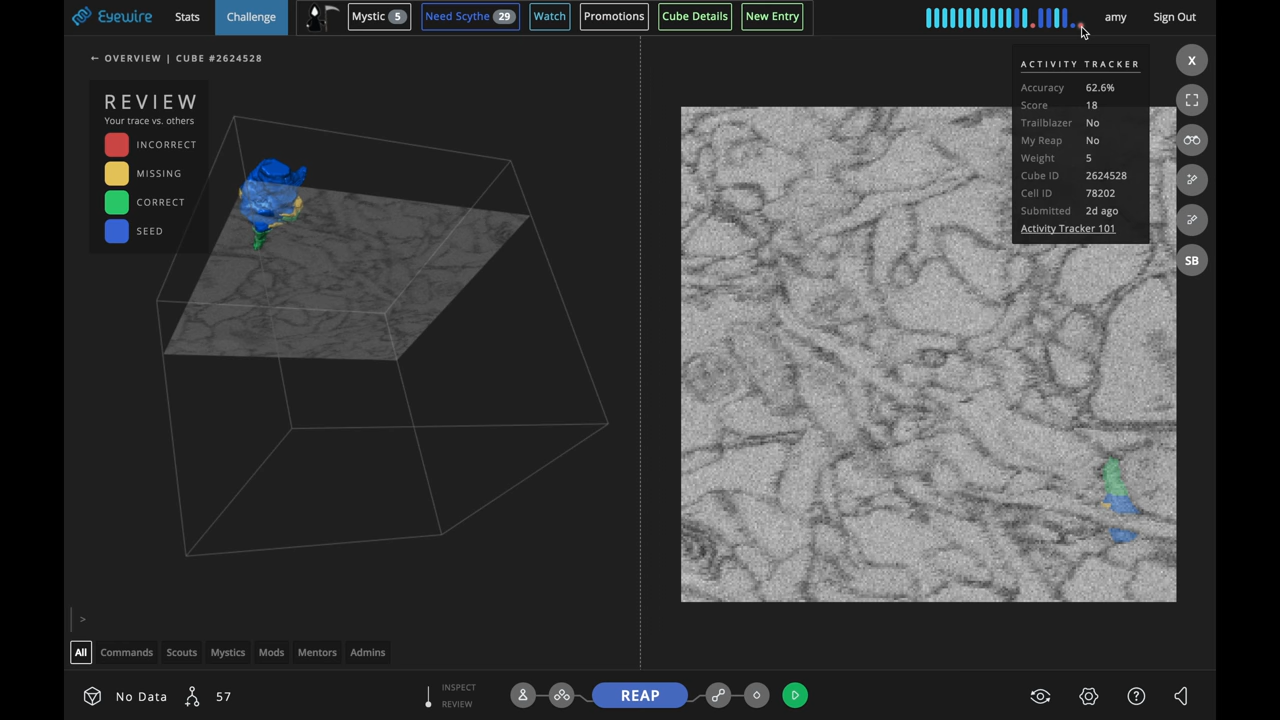 Eyewire Stats Challenge Mystic 5 Need Scythe 29 Watch Promotions Cube Details New Entry amy Sign Out
← OVERVIEW | CUBE #2624528
REVIEW
Your trace vs. others
INCORRECT
MISSING
CORRECT
SEED
ACTIVITY TRACKER
Accuracy 62.6%
Score 18
Trailblazer No
My Reap No
Weight 5
Cube ID 2624528
Cell ID 78202
Submitted 2d ago
Activity Tracker 101
X
SB
>
All Commands Scouts Mystics Mods Mentors Admins
No Data 57
INSPECT
REVIEW
REAP